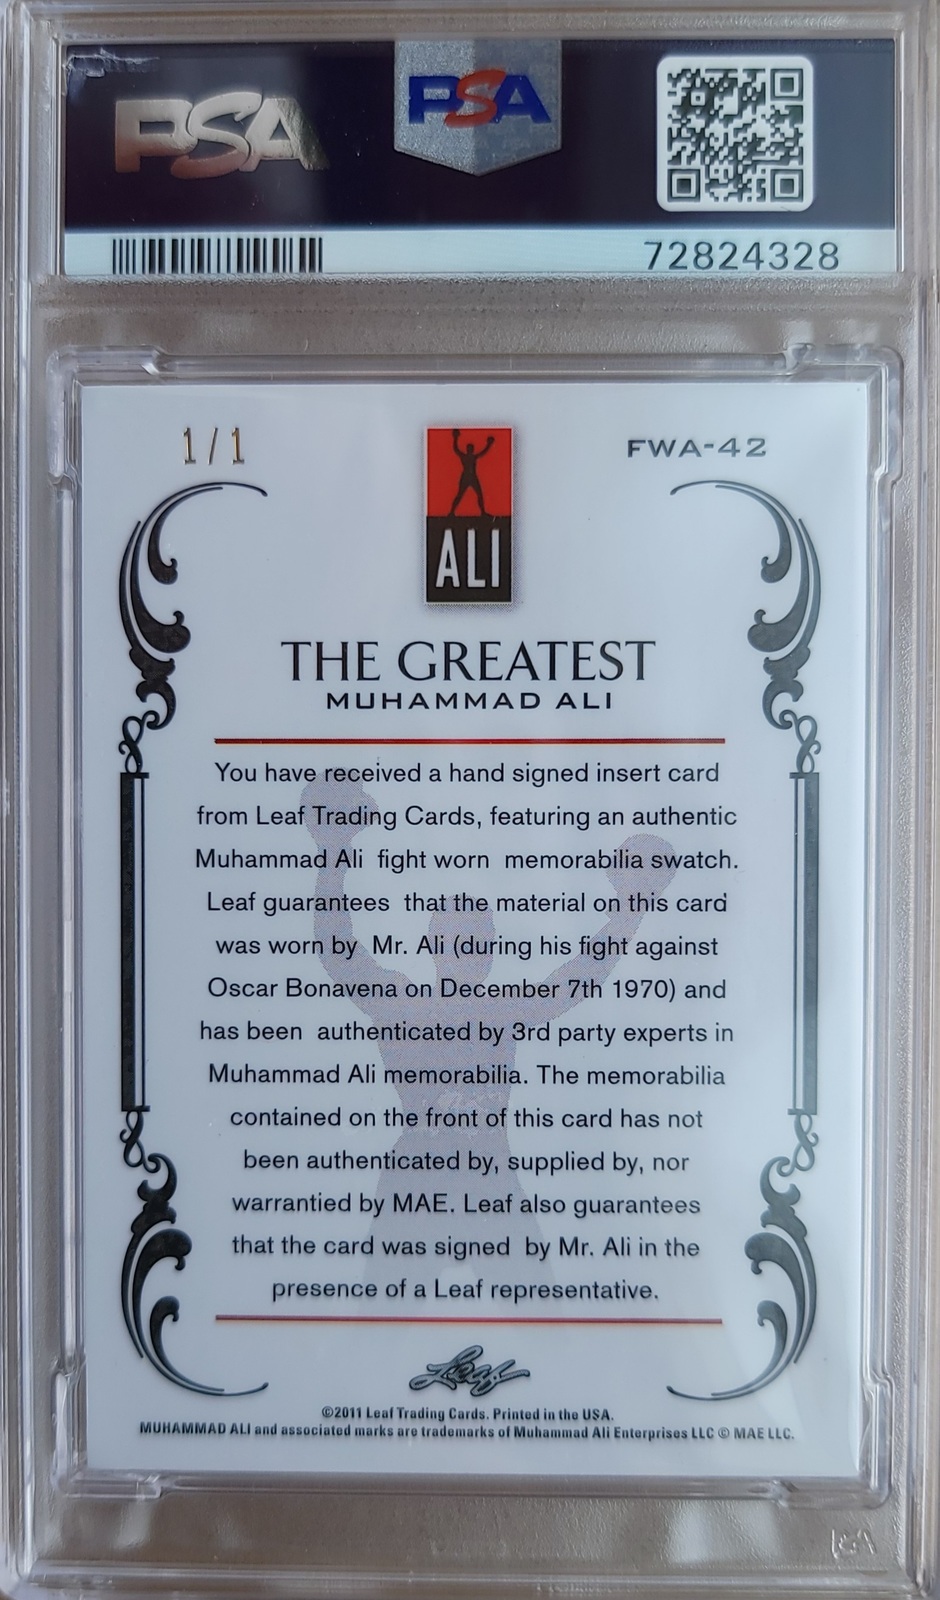 PSA
PSA
72824328
1/1
FWA-42
ALI
THE GREATEST
MUHAMMAD ALI
You have received a hand signed insert card
from Leaf Trading Cards, featuring an authentic
Muhammad Ali fight worn memorabilia swatch.
Leaf guarantees that the material on this card
was worn by Mr. Ali (during his fight against
Oscar Bonavena on December 7th 1970) and
has been authenticated by 3rd party experts in
Muhammad Ali memorabilia. The memorabilia
contained on the front of this card has not
been authenticated by, supplied by, nor
warrantied by MAE. Leaf also guarantees
that the card was signed by Mr. Ali in the
presence of a Leaf representative.
Leaf
©2011 Leaf Trading Cards. Printed in the USA.
MUHAMMAD ALI and associated marks are trademarks of Muhammad Ali Enterprises LLC © MAE LLC.